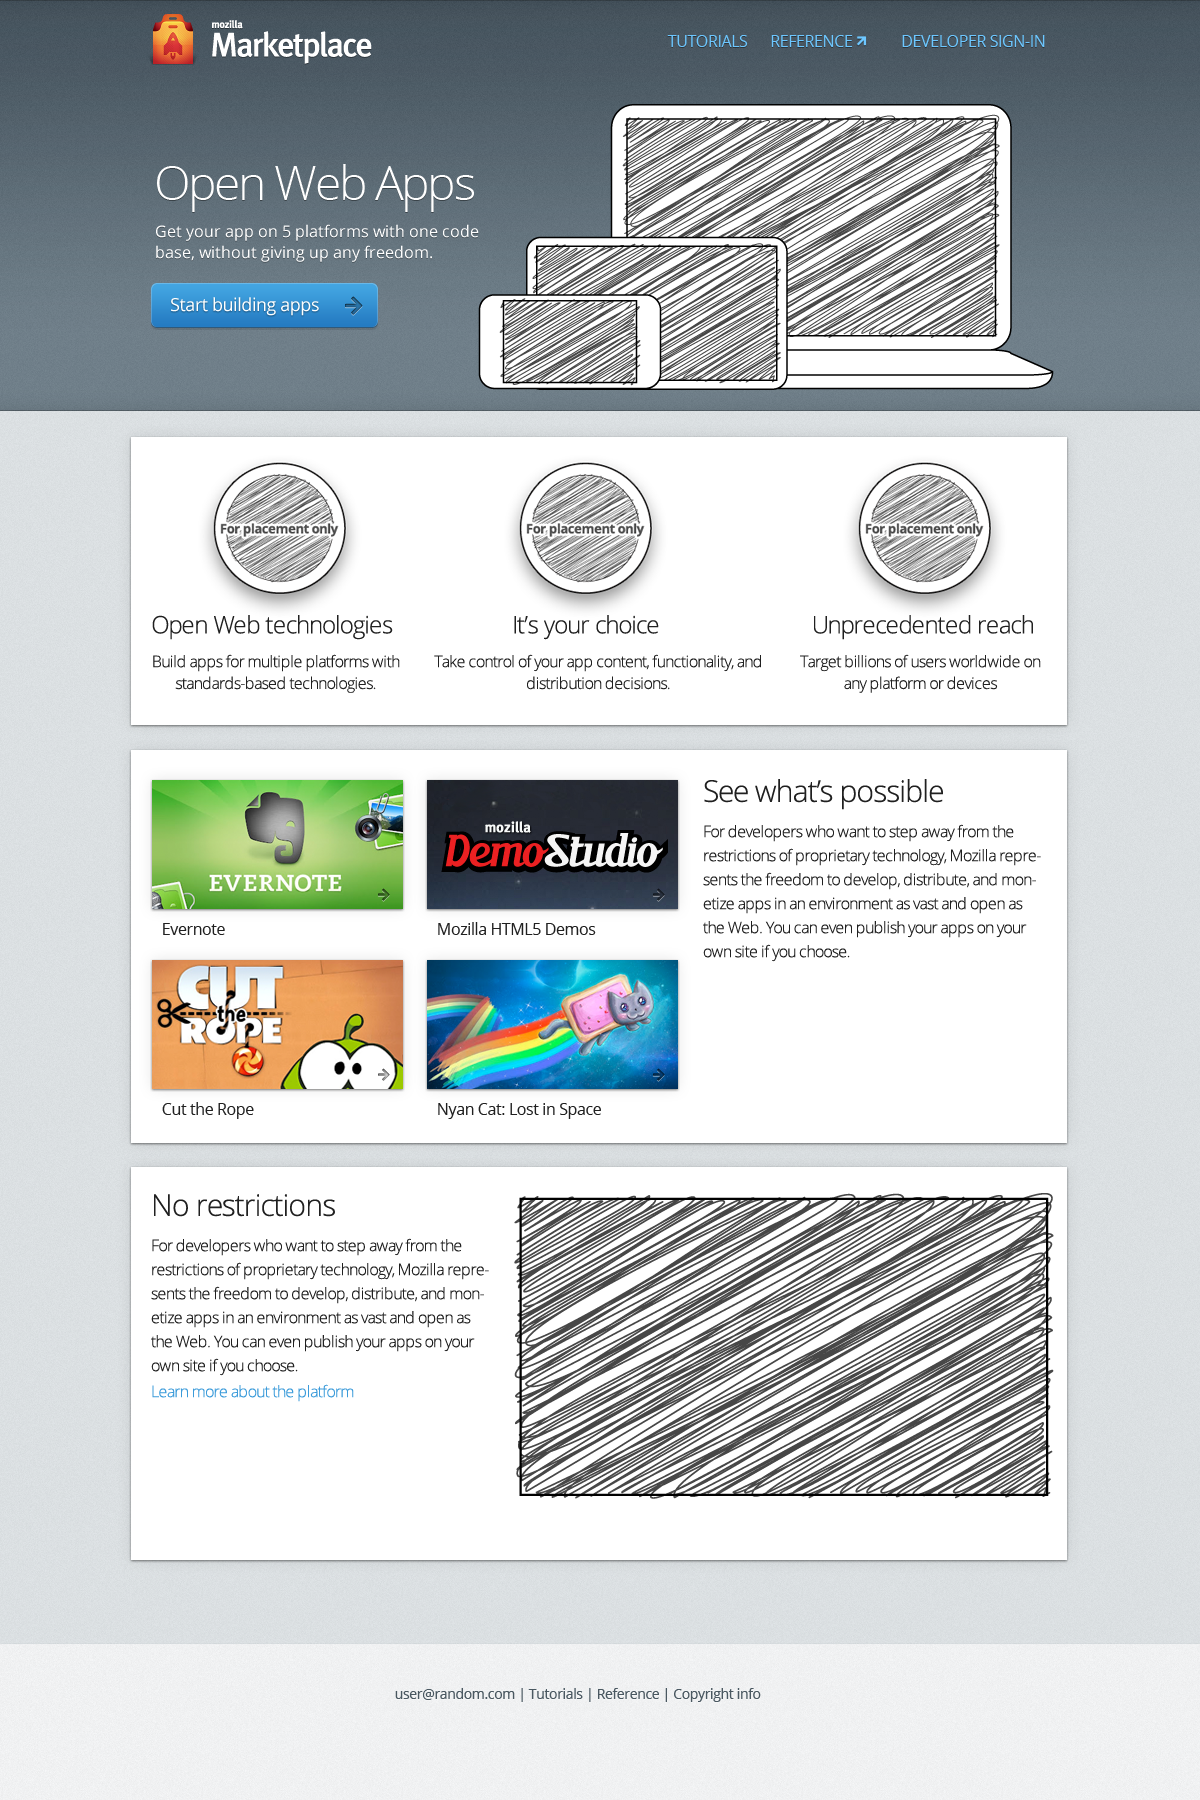 mozilla
Marketplace
TUTORIALS
REFERENCE
DEVELOPER SIGN-IN
Open Web Apps
Get your app on 5 platforms with one code
base, without giving up any freedom.
Start building apps
For placement only
For placement only
For placement only
Open Web technologies
Build apps for multiple platforms with
standards-based technologies.
It’s your choice
Take control of your app content, functionality, and
distribution decisions.
Unprecedented reach
Target billions of users worldwide on
any platform or devices
EVERNOTE
Evernote
mozilla
DemoStudio
Mozilla HTML5 Demos
CUT
the
ROPE
Cut the Rope
Nyan Cat: Lost in Space
See what’s possible
For developers who want to step away from the
restrictions of proprietary technology, Mozilla repre-
sents the freedom to develop, distribute, and mon-
etize apps in an environment as vast and open as
the Web. You can even publish your apps on your
own site if you choose.
No restrictions
For developers who want to step away from the
restrictions of proprietary technology, Mozilla repre-
sents the freedom to develop, distribute, and mon-
etize apps in an environment as vast and open as
the Web. You can even publish your apps on your
own site if you choose.
Learn more about the platform
user@random.com | Tutorials | Reference | Copyright info